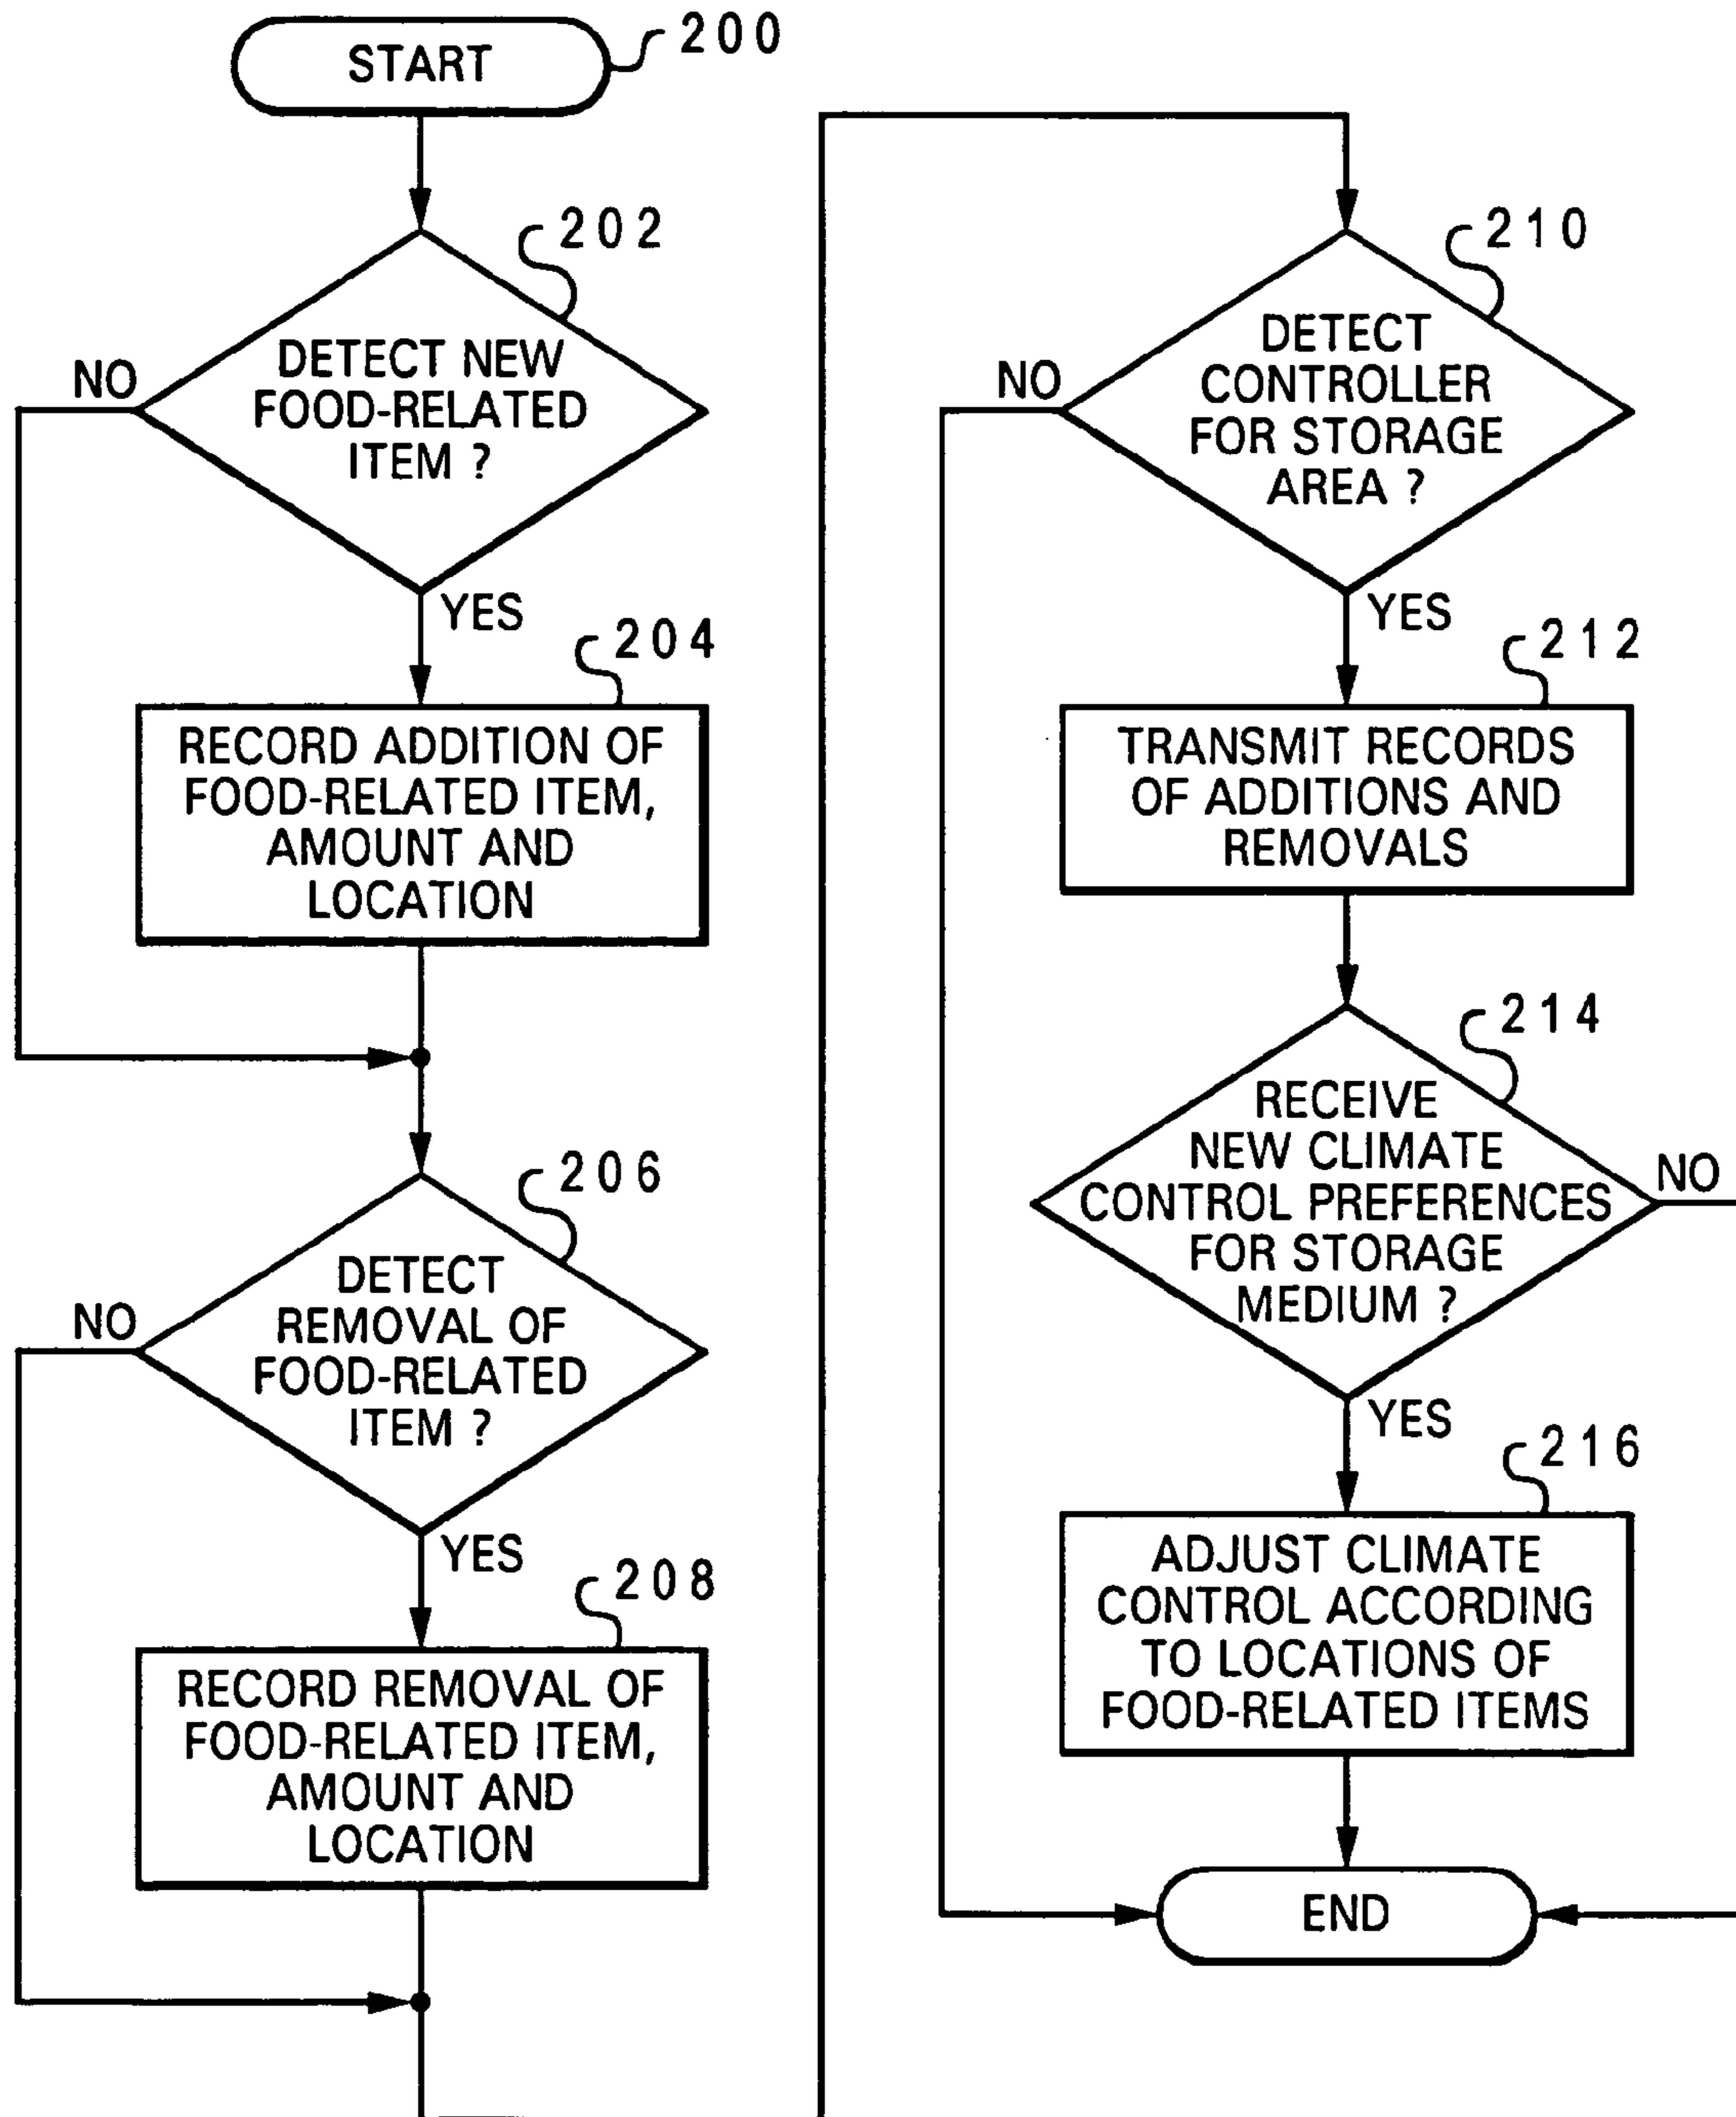 START
200
202
DETECT NEW
FOOD-RELATED
ITEM ?
NO
YES
204
RECORD ADDITION OF
FOOD-RELATED ITEM,
AMOUNT AND
LOCATION
206
DETECT
REMOVAL OF
FOOD-RELATED
ITEM ?
NO
YES
208
RECORD REMOVAL OF
FOOD-RELATED ITEM,
AMOUNT AND
LOCATION
210
DETECT
CONTROLLER
FOR STORAGE
AREA ?
NO
YES
212
TRANSMIT RECORDS
OF ADDITIONS AND
REMOVALS
214
RECEIVE
NEW CLIMATE
CONTROL PREFERENCES
FOR STORAGE
MEDIUM ?
NO
YES
216
ADJUST CLIMATE
CONTROL ACCORDING
TO LOCATIONS OF
FOOD-RELATED ITEMS
END